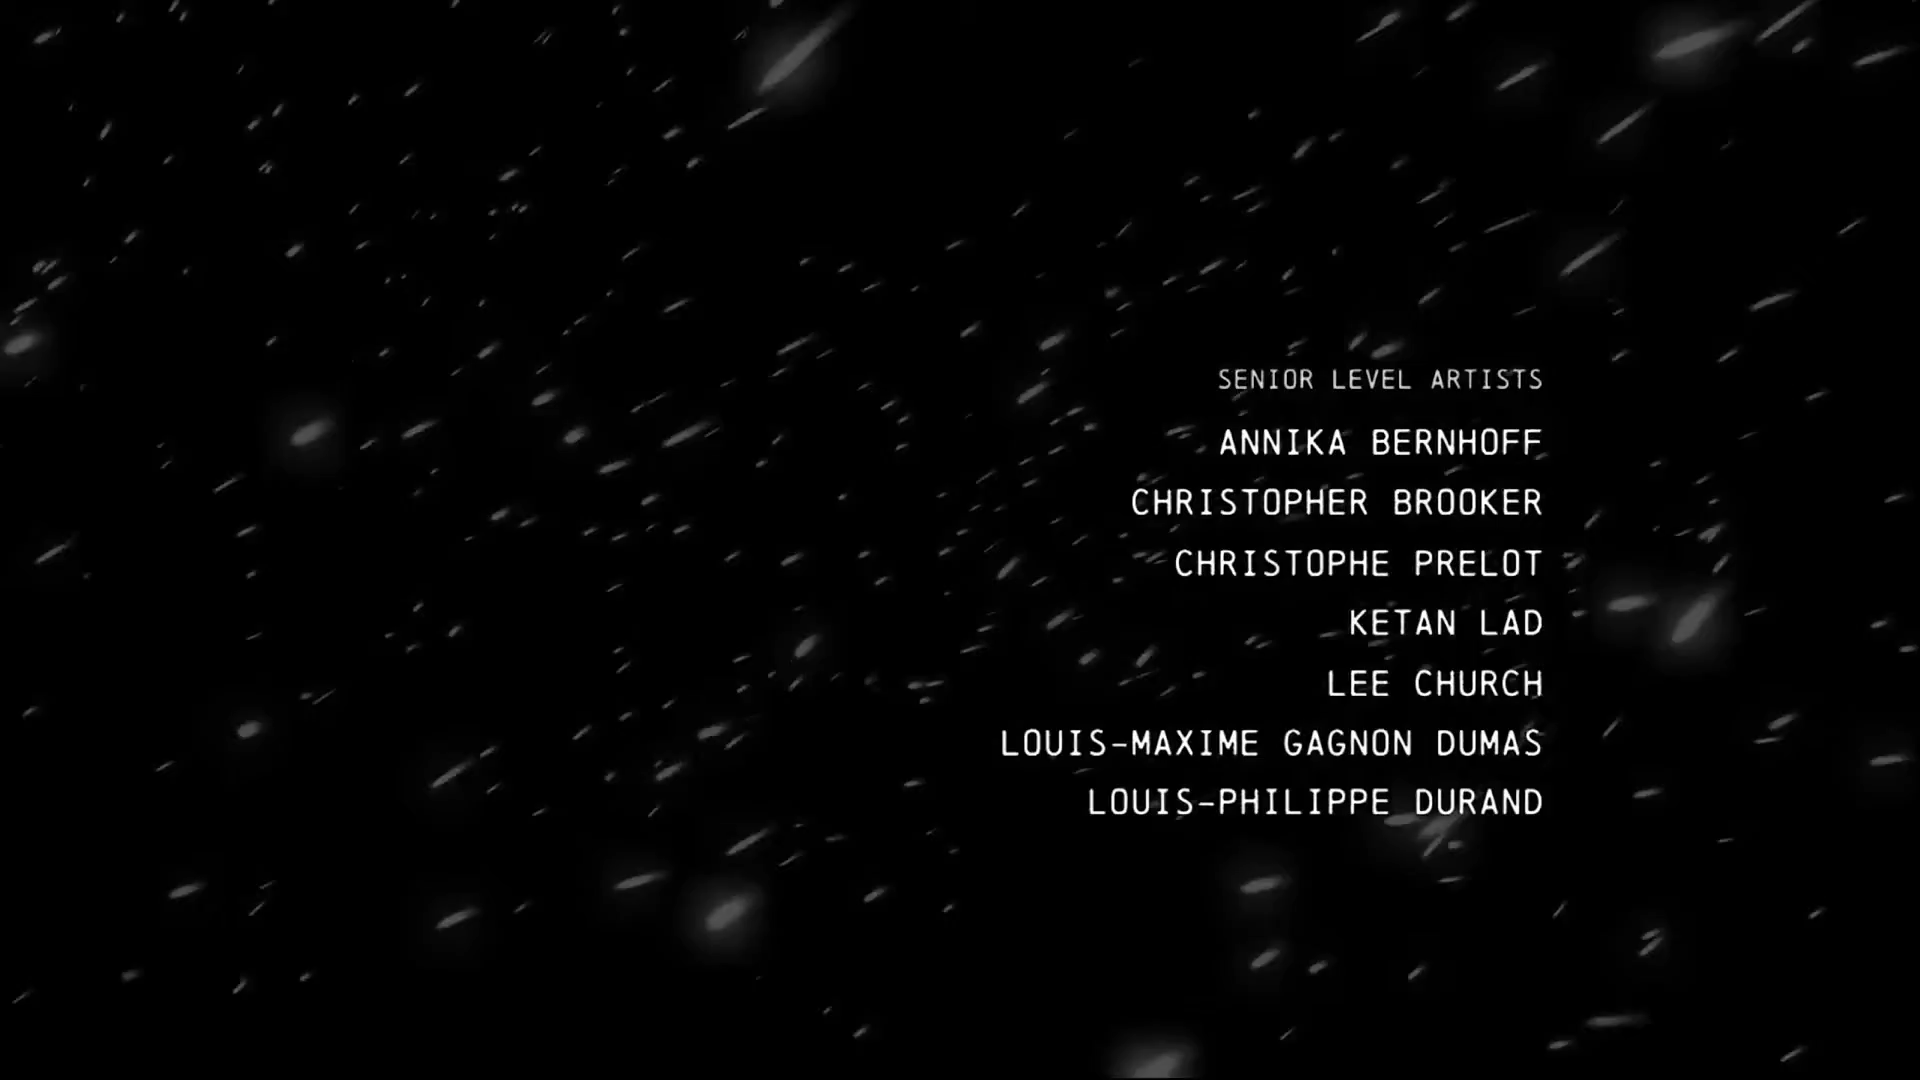 SENIOR LEVEL ARTISTS
ANNIKA BERNHOFF
CHRISTOPHER BROOKER
CHRISTOPHE PRELOT
KETAN LAD
LEE CHURCH
LOUIS-MAXIME GAGNON DUMAS
LOUIS-PHILIPPE DURAND